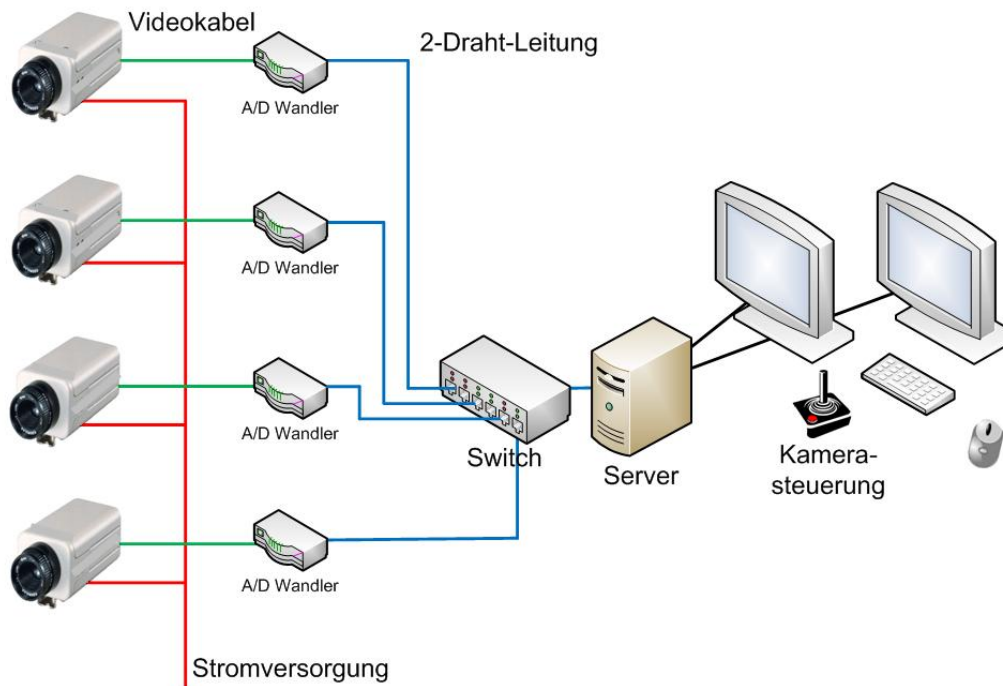 Videokabel
2-Draht-Leitung
A/D Wandler
A/D Wandler
A/D Wandler
A/D Wandler
Switch
Server
Kamera-
steuerung
Stromversorgung